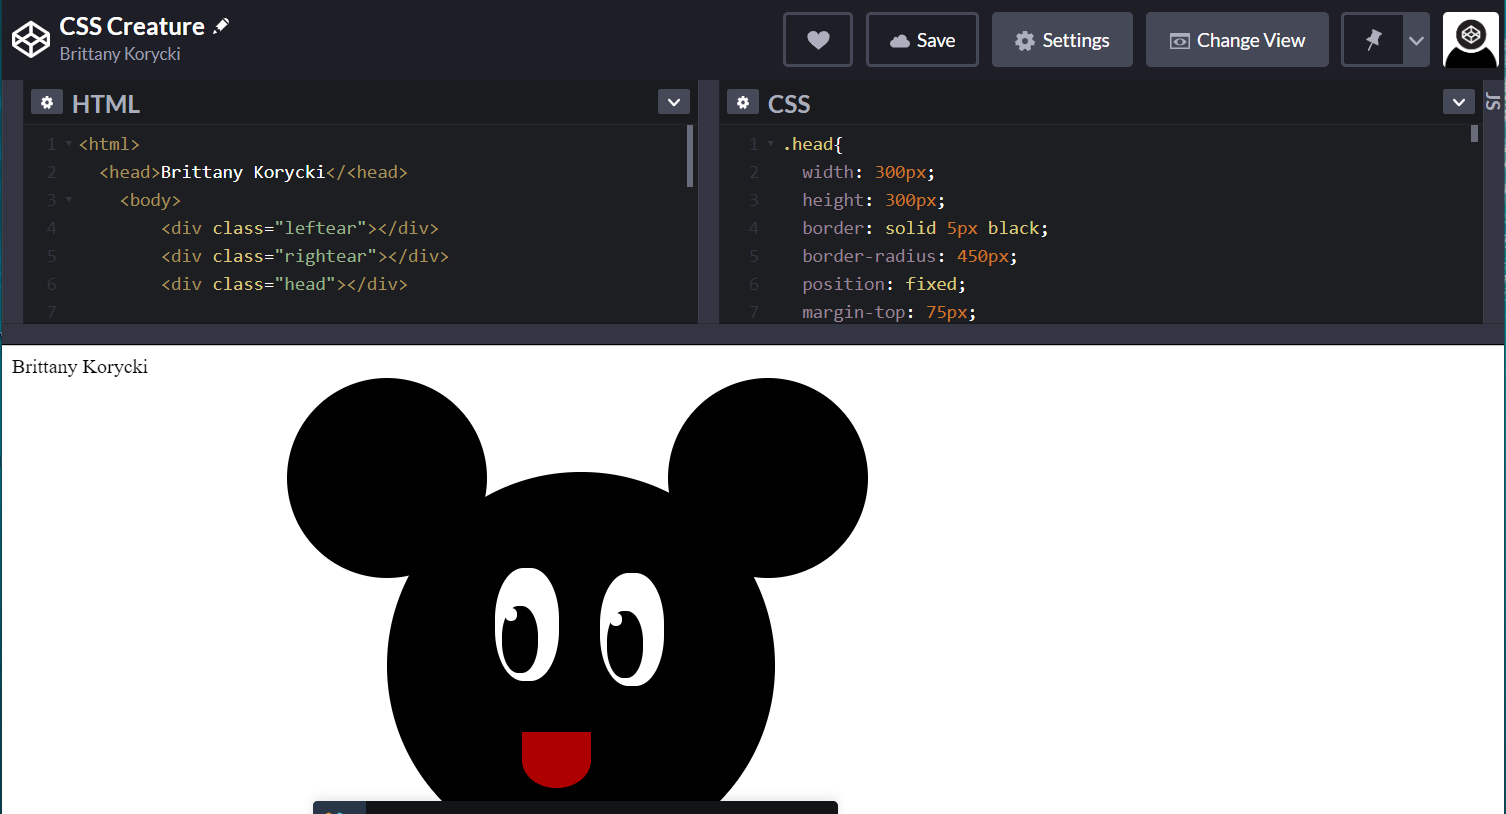 CSS Creature
Brittany Korycki
Save
Settings
Change View
HTML
1 <html>
2 <head>Brittany Korycki</<head>
3 <body>
4 <div class="leftear"></div>
5 <div class="rightear"></div>
6 <div class="head"></div>
7
CSS
1 .head{
2 width: 300px;
3 height: 300px;
4 border: solid 5px black;
5 border-radius: 450px;
6 position: fixed;
7 margin-top: 75px;
JS
Brittany Korycki